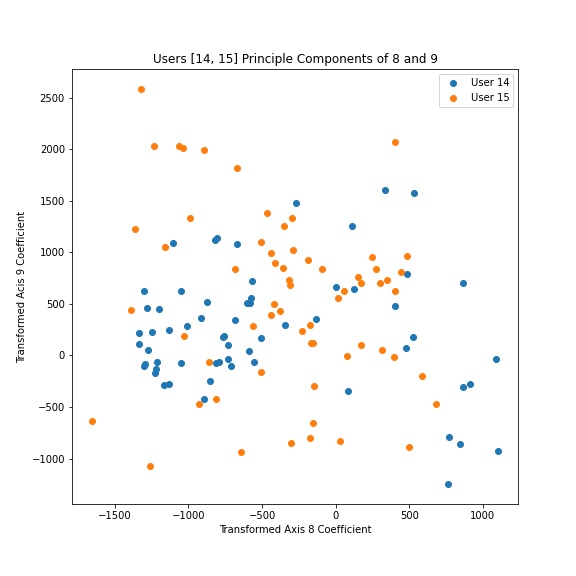 Users [14, 15] Principle Components of 8 and 9
User 14
User 15
Transformed Acis 9 Coefficient
2500
2000
1500
1000
500
0
−500
−1000
−1500
−1000
−500
0
500
1000
Transformed Axis 8 Coefficient